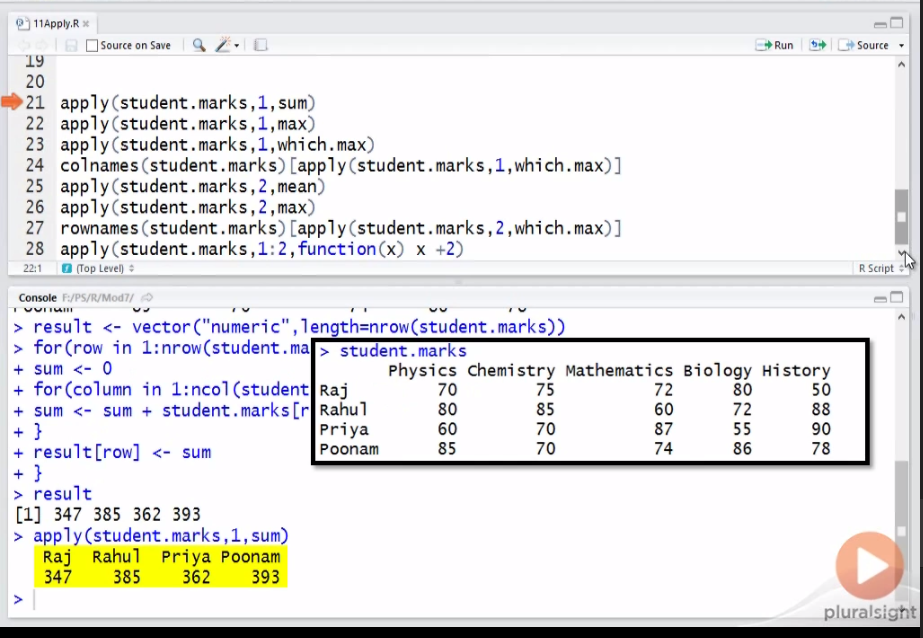 11Apply.R
Source on Save
Run
Source
19
20
21 apply(student.marks,1,sum)
22 apply(student.marks,1,max)
23 apply(student.marks,1,which.max)
24 colnames(student.marks)[apply(student.marks,1,which.max)]
25 apply(student.marks,2,mean)
26 apply(student.marks,2,max)
27 rownames(student.marks)[apply(student.marks,2,which.max)]
28 apply(student.marks,1:2,function(x) x +2)
22:1 (Top Level) R Script
Console F:/PS/R/Mod7/
> result <- vector("numeric",length=nrow(student.marks))
> for(row in 1:nrow(student.ma
+ sum <- 0
+ for(column in 1:ncol(student
+ sum <- sum + student.marks[r
+ }
+ result[row] <- sum
+ }
> result
[1] 347 385 362 393
> apply(student.marks,1,sum)
Raj Rahul Priya Poonam
347 385 362 393
>
> student.marks
Physics Chemistry Mathematics Biology History
Raj 70 75 72 80 50
Rahul 80 85 60 72 88
Priya 60 70 87 55 90
Poonam 85 70 74 86 78
pluralsight